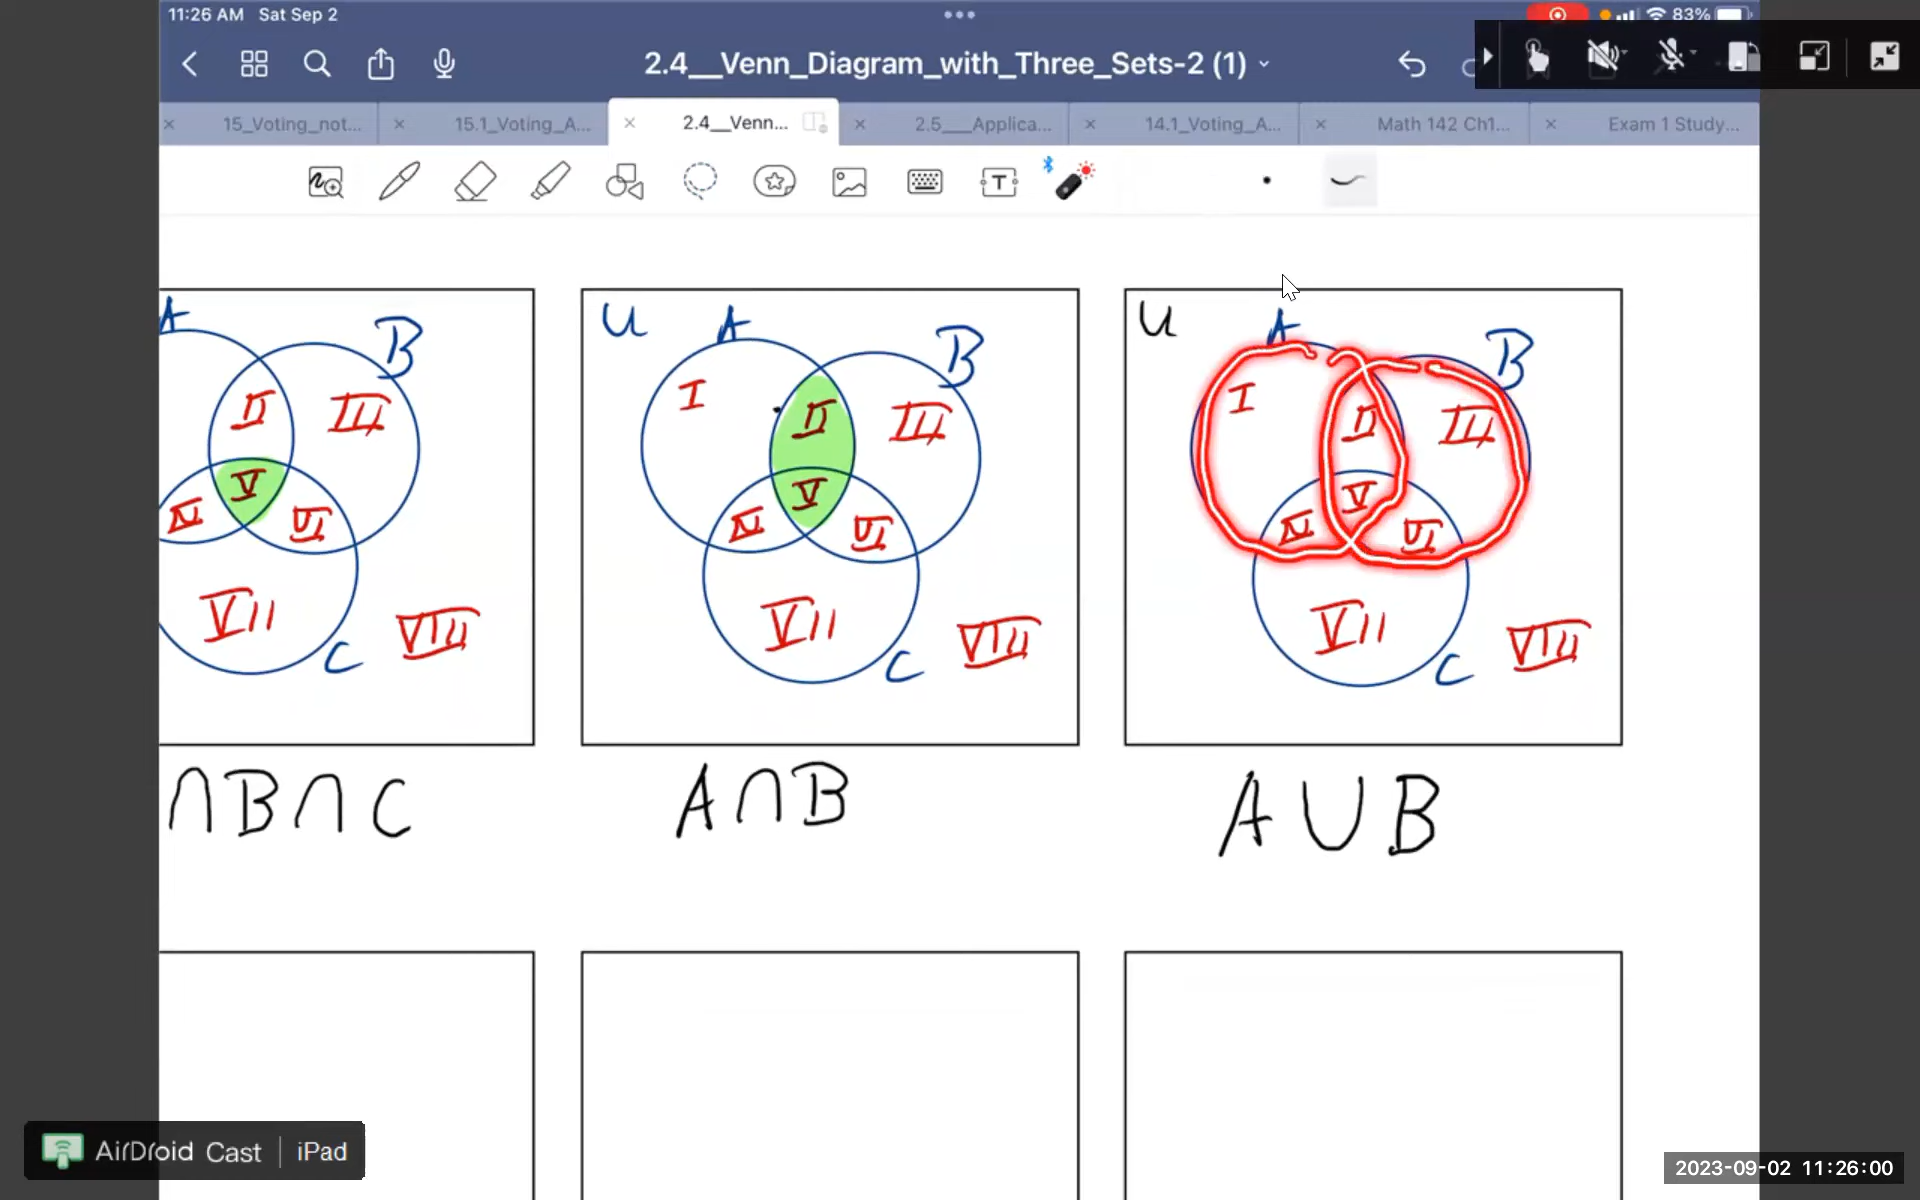 11:26 AM Sat Sep 2
83%
2.4__Venn_Diagram_with_Three_Sets-2 (1)
15_Voting_not...
15.1_Voting_A...
2.4__Venn...
2.5___Applica...
14.1_Voting_A...
Math 142 Ch1...
Exam 1 Study...
T
A
B
II
III
V
IV
VI
VII
VIII
C
∩B∩C
U
A
B
I
II
III
V
IV
VI
VII
VIII
C
A∩B
U
A
B
I
II
III
V
IV
VI
VII
VIII
C
A∪B
AirDroid Cast | iPad
2023-09-02 11:26:00